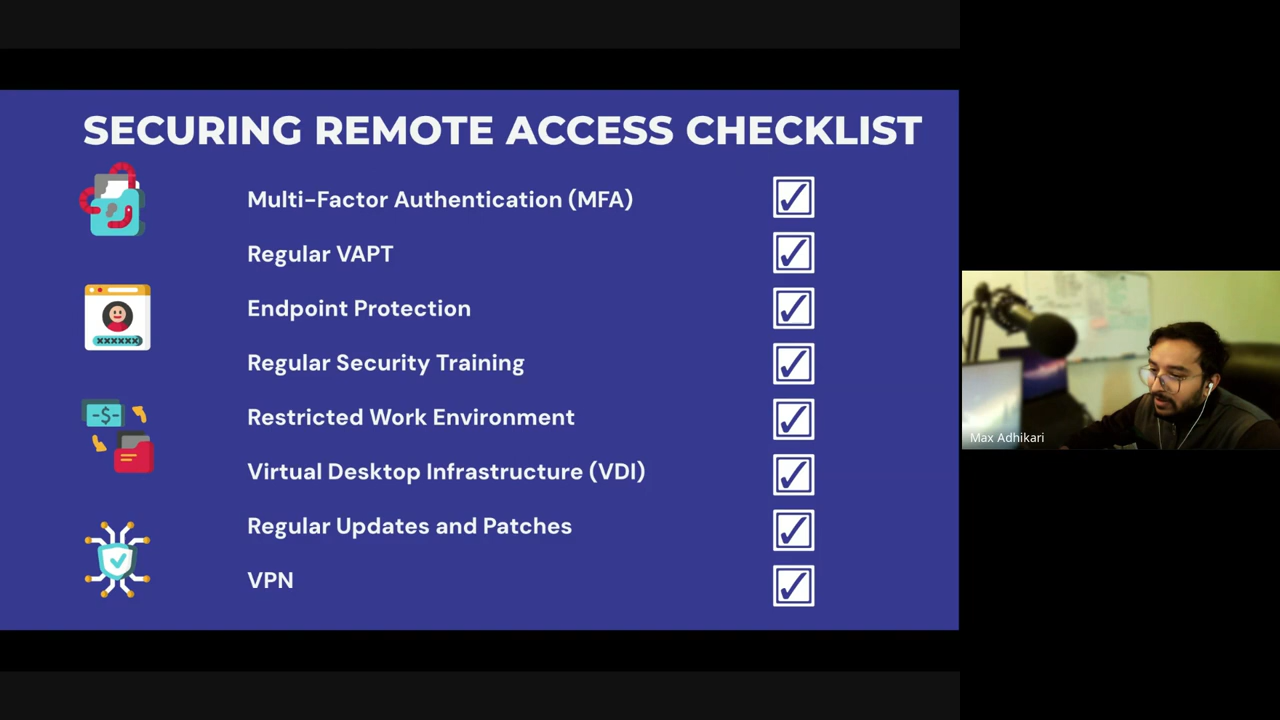 SECURING REMOTE ACCESS CHECKLIST
Multi-Factor Authentication (MFA)
Regular VAPT
Endpoint Protection
Regular Security Training
Restricted Work Environment
Virtual Desktop Infrastructure (VDI)
Regular Updates and Patches
VPN
XXXXXX
-$-
Max Adhikari